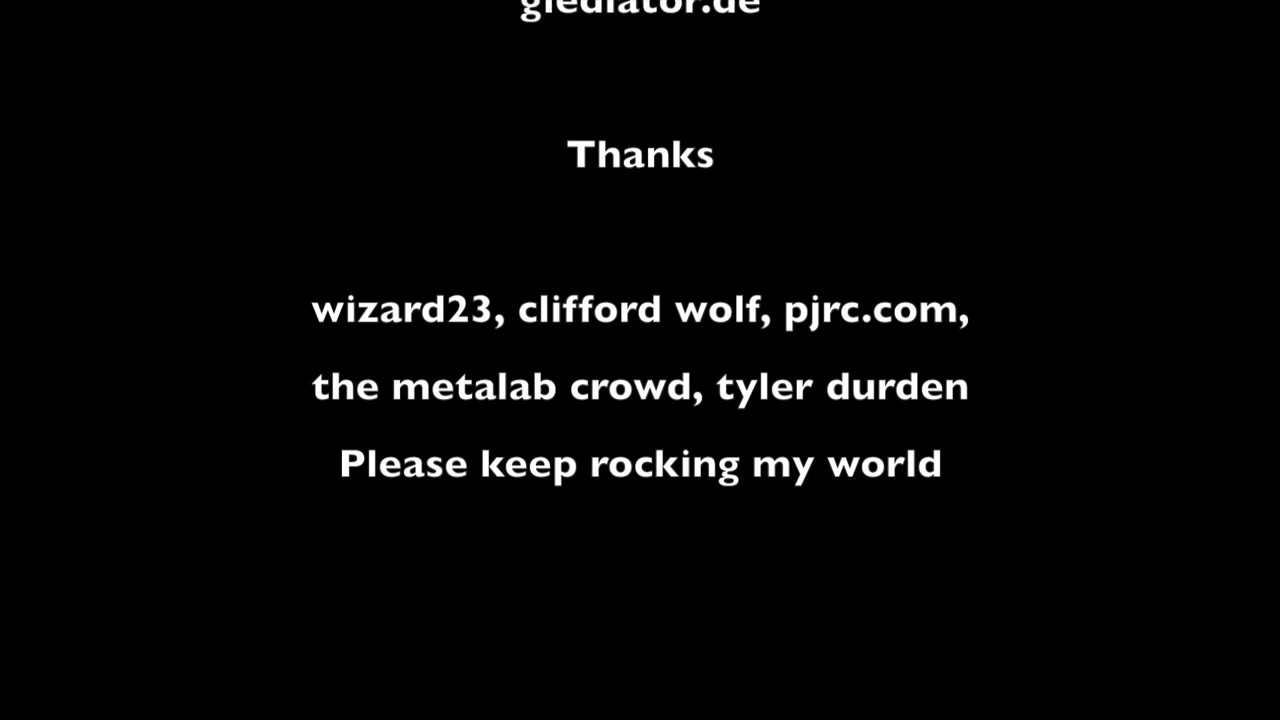 glediator.de
Thanks
wizard23, clifford wolf, pjrc.com,
the metalab crowd, tyler durden
Please keep rocking my world